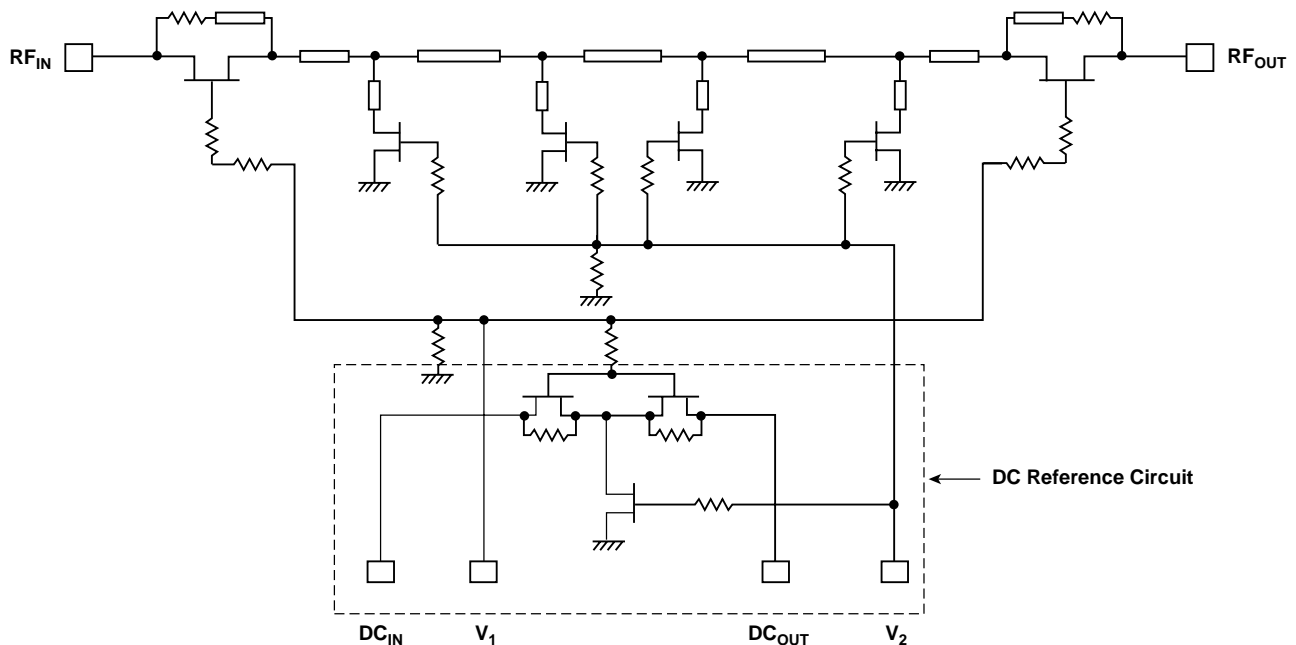 RF_IN
RF_OUT
DC Reference Circuit
DC_IN
V_1
DC_OUT
V_2